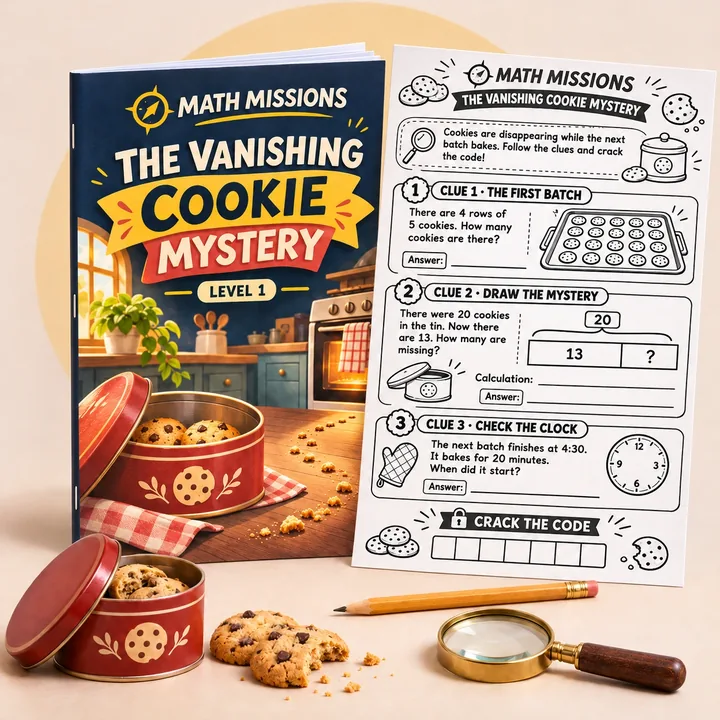 MATH MISSIONS
THE VANISHING
COOKIE
MYSTERY
LEVEL 1
MATH MISSIONS
THE VANISHING COOKIE MYSTERY
Cookies are disappearing while the next
batch bakes. Follow the clues and crack
the code!
1
CLUE 1 · THE FIRST BATCH
There are 4 rows of
5 cookies. How many
cookies are there?
Answer:
2
CLUE 2 · DRAW THE MYSTERY
There were 20 cookies
in the tin. Now there
are 13. How many are
missing?
20
13 ?
Calculation:
Answer:
3
CLUE 3 · CHECK THE CLOCK
The next batch finishes at 4:30.
It bakes for 20 minutes.
When did it start?
Answer:
12
9 3
6
CRACK THE CODE